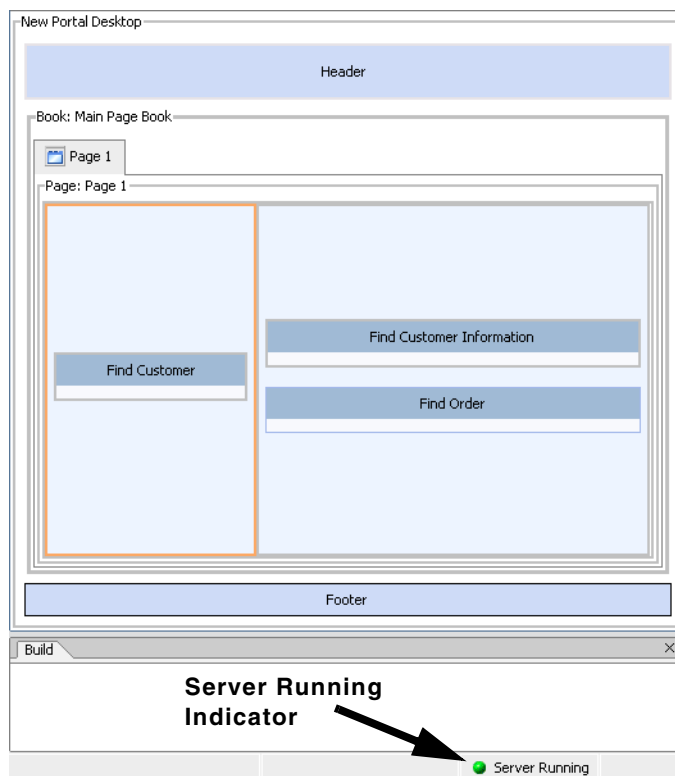 New Portal Desktop
Header
Book: Main Page Book
Page 1
Page: Page 1
Find Customer Information
Find Customer
Find Order
Footer
Build
Server Running
Indicator
Server Running